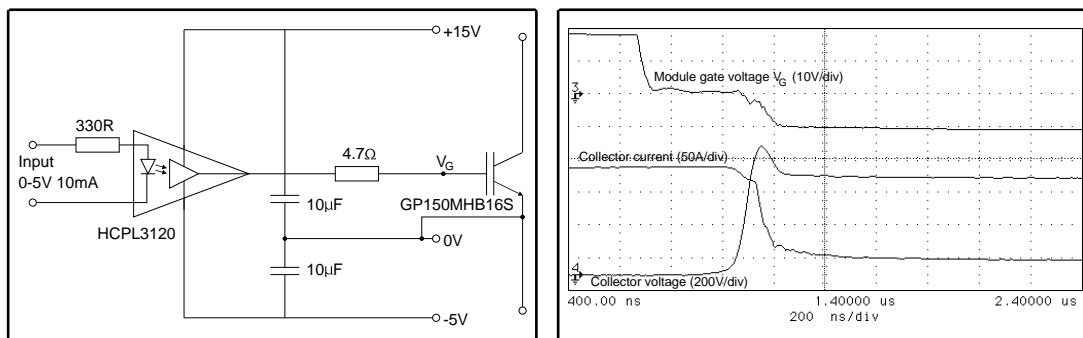 +15V
330R
Input
0-5V 10mA
HCPL3120
4.7Ω
VG
10µF
10µF
GP150MHB16S
0V
-5V
3
Module gate voltage VG (10V/div)
Collector current (50A/div)
4
Collector voltage (200V/div)
400.00 ns 1.40000 us 2.40000 us
200 ns/div